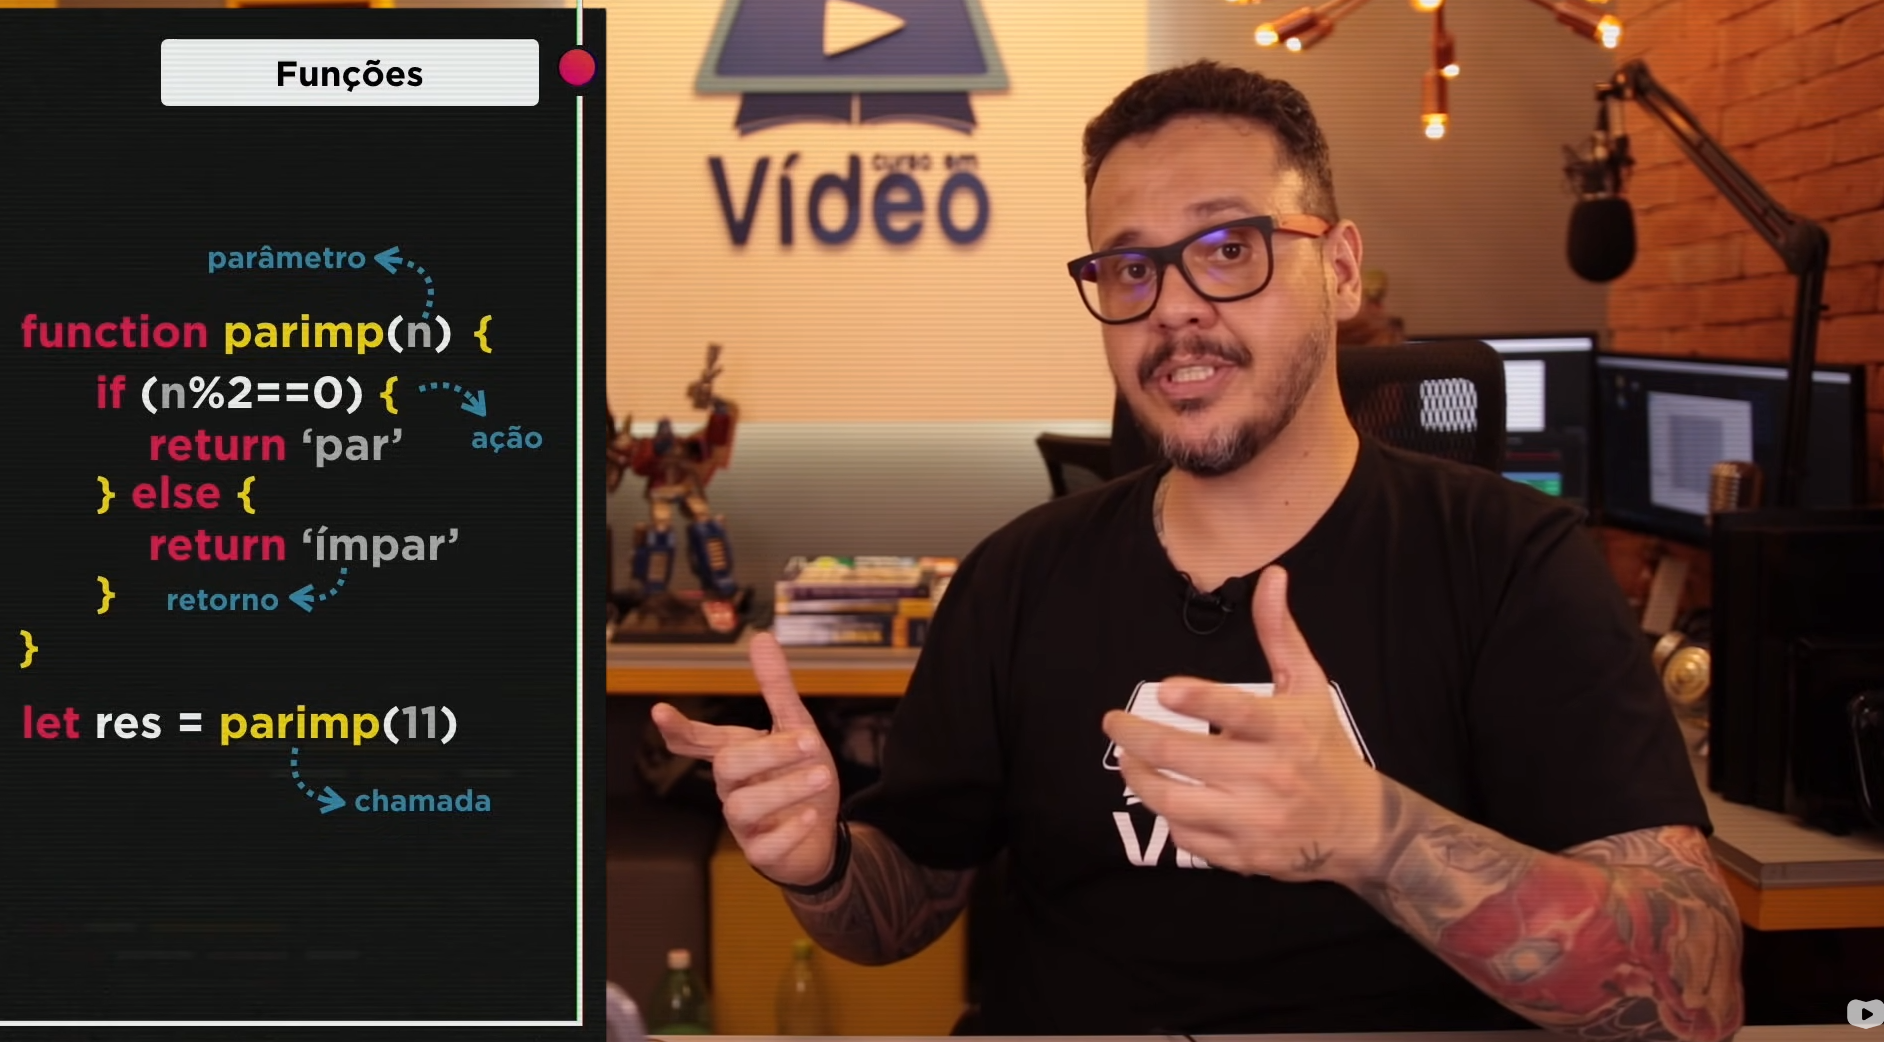 Funções
parâmetro
function parimp(n) {
if (n%2==0) {
ação
return ‘par’
} else {
return ‘ímpar’
}
retorno
}
let res = parimp(11)
chamada
curso em
Vídeo